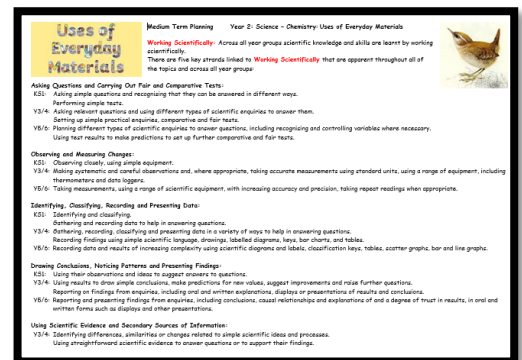 Uses of
Everyday
Materials
Medium Term Planning Year 2- Science – Chemistry- Uses of Everyday Materials
Working Scientifically- Across all year groups scientific knowledge and skills are learnt by working
scientifically.
There are five key strands linked to Working Scientifically that are apparent throughout all of
the topics and across all year groups-
Asking Questions and Carrying Out Fair and Comparative Tests:
KS1: Asking simple questions and recognising that they can be answered in different ways.
Performing simple tests.
Y3/4: Asking relevant questions and using different types of scientific enquiries to answer them.
Setting up simple practical enquiries, comparative and fair tests.
Y5/6: Planning different types of scientific enquiries to answer questions, including recognising and controlling variables where necessary.
Using test results to make predictions to set up further comparative and fair tests.
Observing and Measuring Changes:
KS1: Observing closely, using simple equipment.
Y3/4: Making systematic and careful observations and, where appropriate, taking accurate measurements using standard units, using a range of equipment, including
thermometers and data loggers.
Y5/6: Taking measurements, using a range of scientific equipment, with increasing accuracy and precision, taking repeat readings when appropriate.
Identifying, Classifying, Recording and Presenting Data:
KS1: Identifying and classifying.
Gathering and recording data to help in answering questions.
Y3/4: Gathering, recording, classifying and presenting data in a variety of ways to help in answering questions.
Recording findings using simple scientific language, drawings, labelled diagrams, keys, bar charts, and tables.
Y5/6: Recording data and results of increasing complexity using scientific diagrams and labels, classification keys, tables, scatter graphs, bar and line graphs.
Drawing Conclusions, Noticing Patterns and Presenting Findings:
KS1: Using their observations and ideas to suggest answers to questions.
Y3/4: Using results to draw simple conclusions, make predictions for new values, suggest improvements and raise further questions.
Reporting on findings from enquiries, including oral and written explanations, displays or presentations of results and conclusions.
Y5/6: Reporting and presenting findings from enquiries, including conclusions, causal relationships and explanations of and a degree of trust in results, in oral and
written forms such as displays and other presentations.
Using Scientific Evidence and Secondary Sources of Information:
Y3/4: Identifying differences, similarities or changes related to simple scientific ideas and processes.
Using straightforward scientific evidence to answer questions or to support their findings.